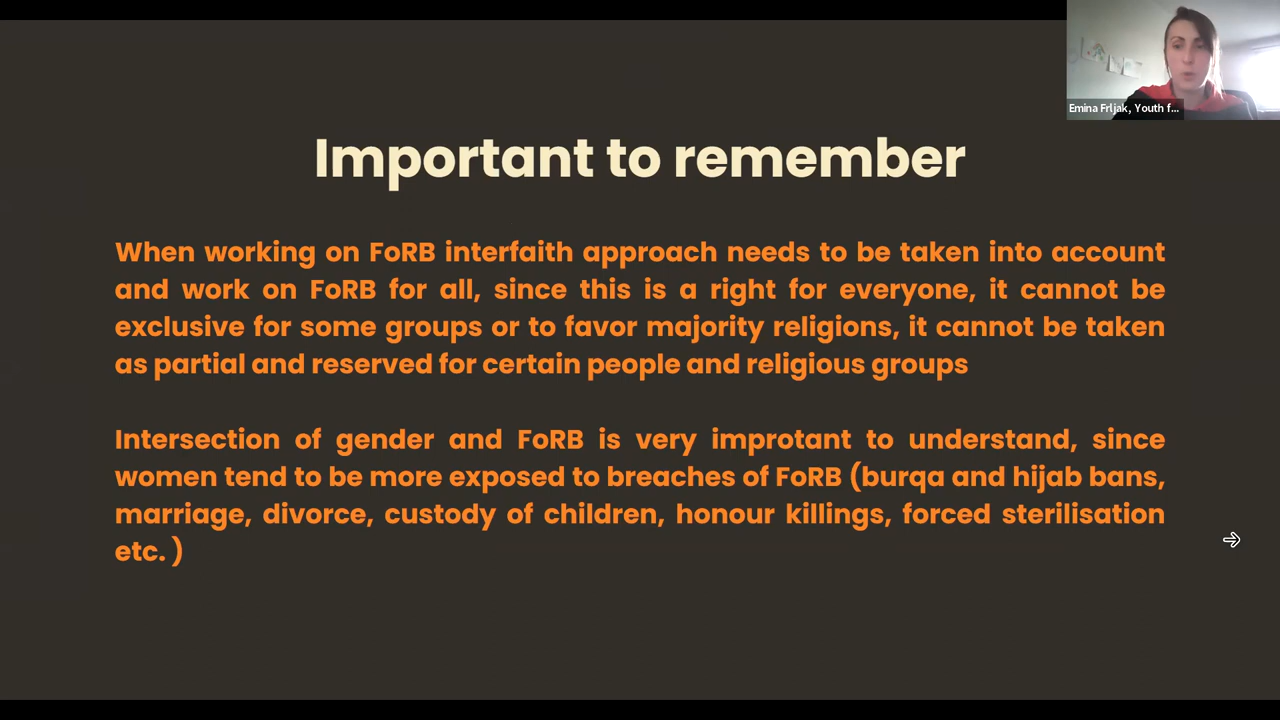 Emina Frljak, Youth f...
Important to remember
When working on FoRB interfaith approach needs to be taken into account
and work on FoRB for all, since this is a right for everyone, it cannot be
exclusive for some groups or to favor majority religions, it cannot be taken
as partial and reserved for certain people and religious groups
Intersection of gender and FoRB is very improtant to understand, since
women tend to be more exposed to breaches of FoRB (burqa and hijab bans,
marriage, divorce, custody of children, honour killings, forced sterilisation
etc. )